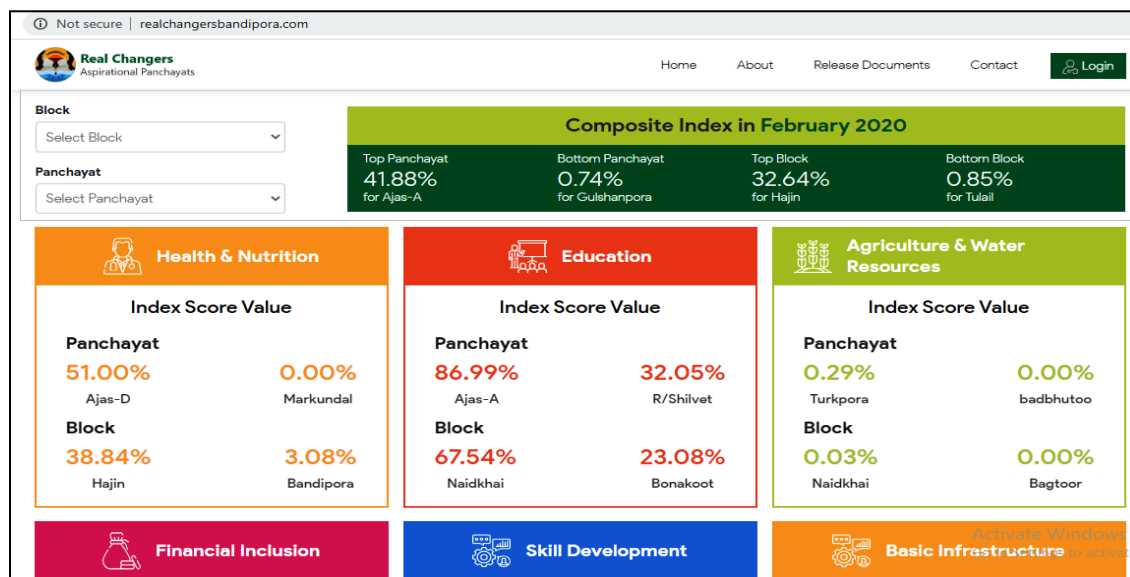 Not secure | realchangersbandipora.com
Real Changers
Aspirational Panchayats
Home About Release Documents Contact Login
Block
Select Block
Panchayat
Select Panchayat
Composite Index in February 2020
Top Panchayat Bottom Panchayat Top Block Bottom Block
41.88% 0.74% 32.64% 0.85%
for Ajas-A for Gulshanpora for Hajin for Tulail
Health & Nutrition
Index Score Value
Panchayat
51.00% 0.00%
Ajas-D Markundal
Block
38.84% 3.08%
Hajin Bandipora
Education
Index Score Value
Panchayat
86.99% 32.05%
Ajas-A R/Shilvet
Block
67.54% 23.08%
Naidkhai Bonakoot
Agriculture & Water
Resources
Index Score Value
Panchayat
0.29% 0.00%
Turkpora badbhutoo
Block
0.03% 0.00%
Naidkhai Bagtoor
Financial Inclusion
Skill Development
Basic Infrastructure
Activate Windows
to activat